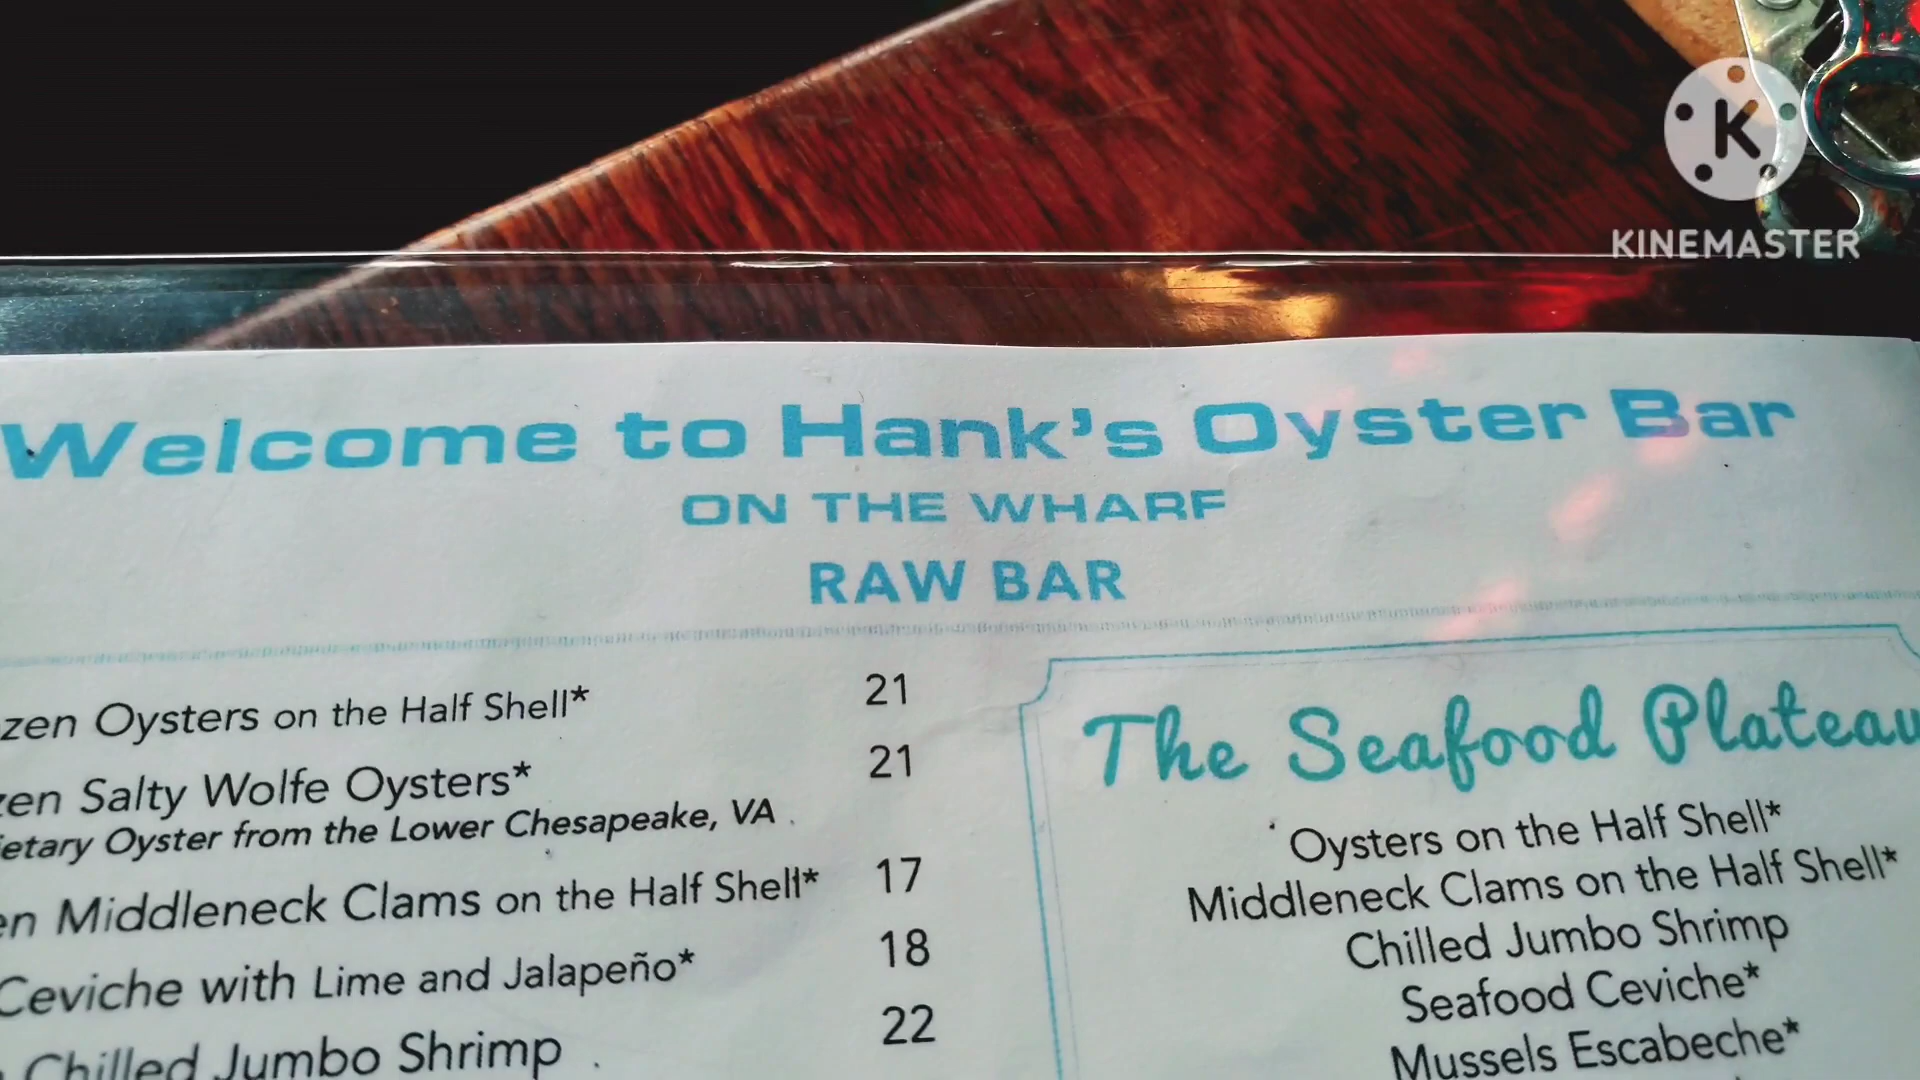 K
KINEMASTER
Welcome to Hank's Oyster Bar
ON THE WHARF
RAW BAR
zen Oysters on the Half Shell* 21
zen Salty Wolfe Oysters* 21
etary Oyster from the Lower Chesapeake, VA
en Middleneck Clams on the Half Shell* 17
Ceviche with Lime and Jalapeño* 18
Chilled Jumbo Shrimp 22
The Seafood Plateau
Oysters on the Half Shell*
Middleneck Clams on the Half Shell*
Chilled Jumbo Shrimp
Seafood Ceviche*
Mussels Escabeche*